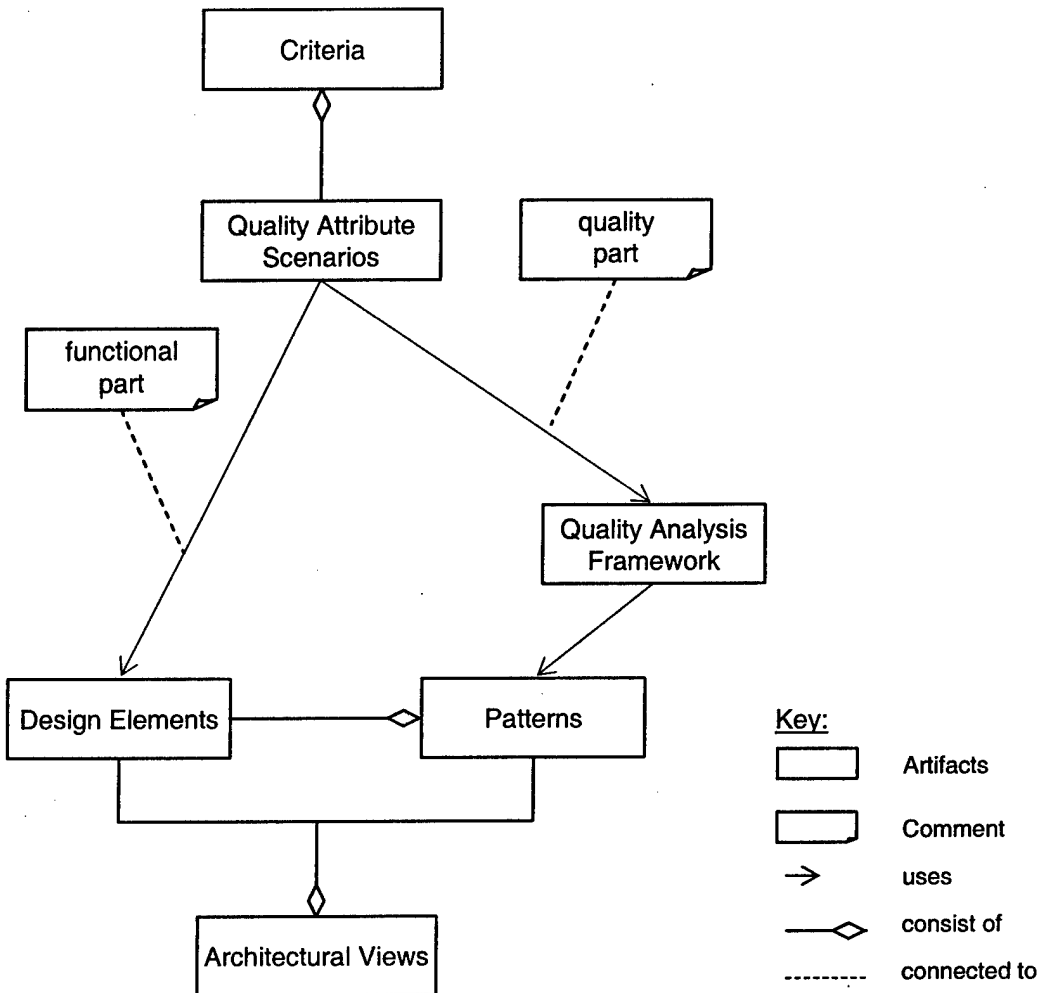 Criteria
Quality Attribute
Scenarios
quality
part
functional
part
Quality Analysis
Framework
Design Elements
Patterns
Architectural Views
Key:
Artifacts
Comment
uses
consist of
connected to